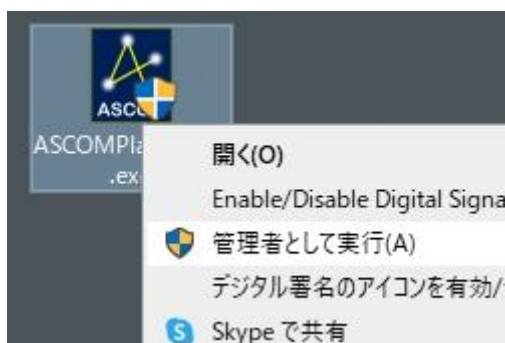 ASCOM
ASCOMPla
.ex
開く(O)
Enable/Disable Digital Signa
管理者として実行(A)
デジタル署名のアイコンを有効/
S Skype で共有